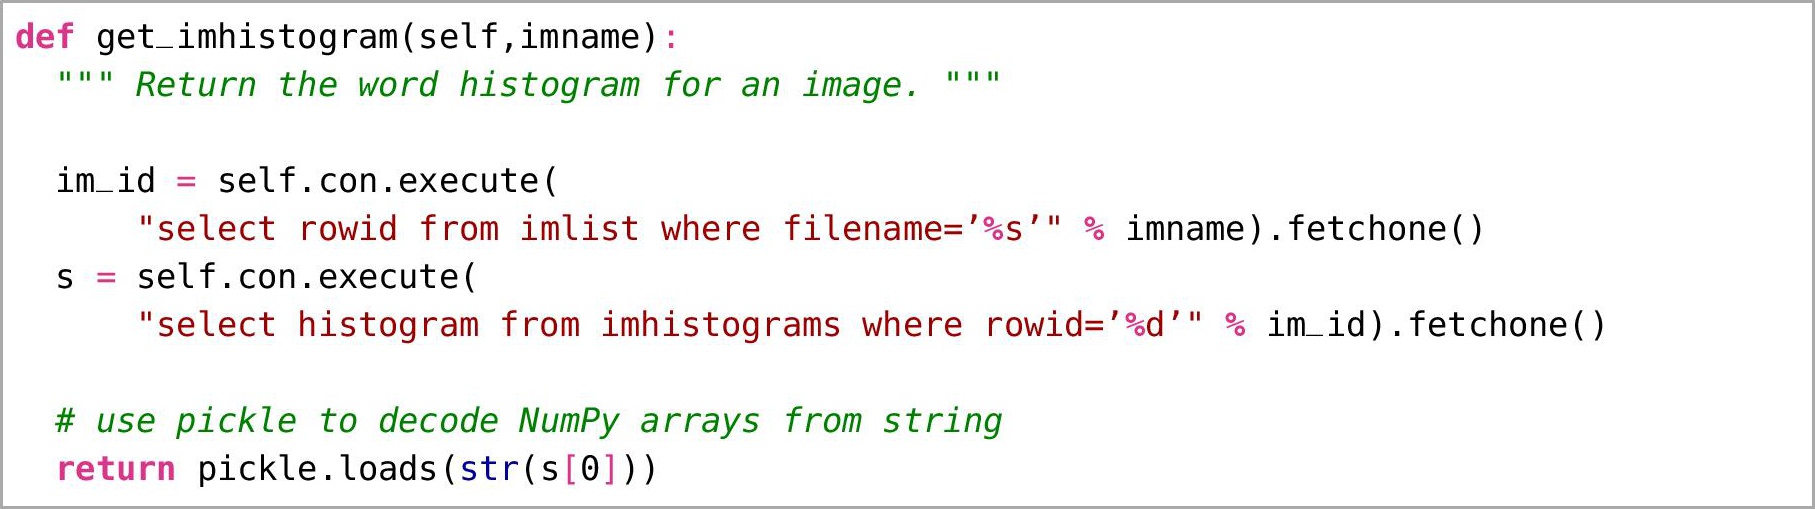 def get_imhistogram(self,imname):
  """ Return the word histogram for an image. """

  im_id = self.con.execute(
      "select rowid from imlist where filename=’%s’" % imname).fetchone()
  s = self.con.execute(
      "select histogram from imhistograms where rowid=’%d’" % im_id).fetchone()

  # use pickle to decode NumPy arrays from string
  return pickle.loads(str(s[0]))